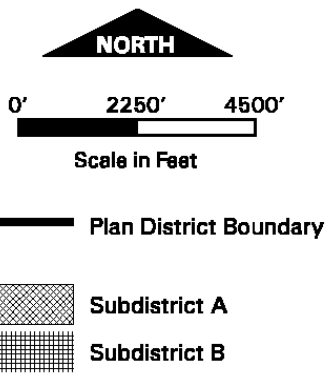 NORTH
0' 2250' 4500'
Scale in Feet
Plan District Boundary
Subdistrict A
Subdistrict B